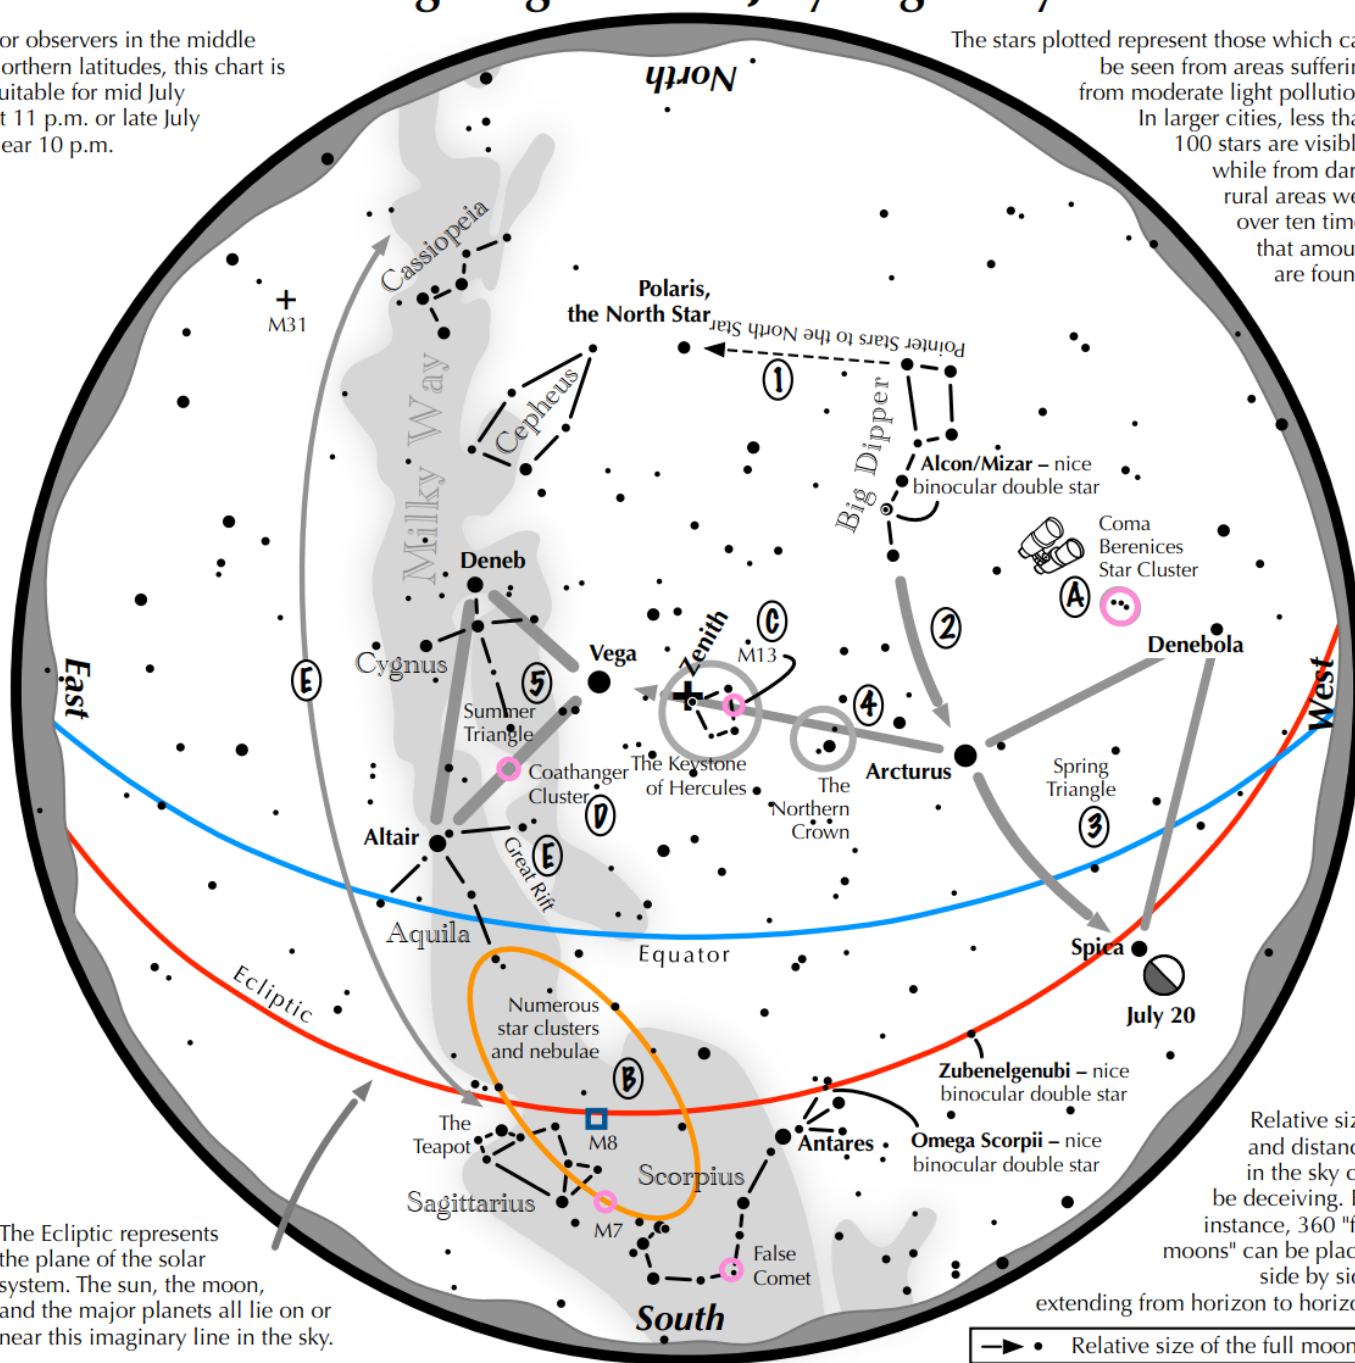 or observers in the middle
orthern latitudes, this chart is
uitable for mid July
t 11 p.m. or late July
ear 10 p.m.
The stars plotted represent those which ca
be seen from areas sufferin
from moderate light pollutio
In larger cities, less tha
100 stars are visibl
while from dar
rural areas we
over ten time
that amou
are foun
North
Cassiopeia
M31
Polaris,
the North Star
Pointer Stars to the North Star
1
Milky Way
Cepheus
Big Dipper
Alcon/Mizar – nice
binocular double star
Coma
Berenices
Star Cluster
A
Deneb
2
Denebola
Zenith
C
M13
Vega
Cygnus
East
E
5
4
West
Summer
Triangle
Coathanger
Cluster
D
The Keystone
of Hercules
The
Northern
Crown
Arcturus
Spring
Triangle
3
Altair
Great Rift
E
Aquila
Equator
Spica
July 20
Ecliptic
Numerous
star clusters
and nebulae
B
Zubenelgenubi – nice
binocular double star
The
Teapot
M8
Antares
Omega Scorpii – nice
binocular double star
Scorpius
Sagittarius
M7
False
Comet
South
The Ecliptic represents
the plane of the solar
system. The sun, the moon,
and the major planets all lie on or
near this imaginary line in the sky.
Relative siz
and distanc
in the sky c
be deceiving. F
instance, 360 "f
moons" can be plac
side by sid
extending from horizon to horizo
Relative size of the full moon